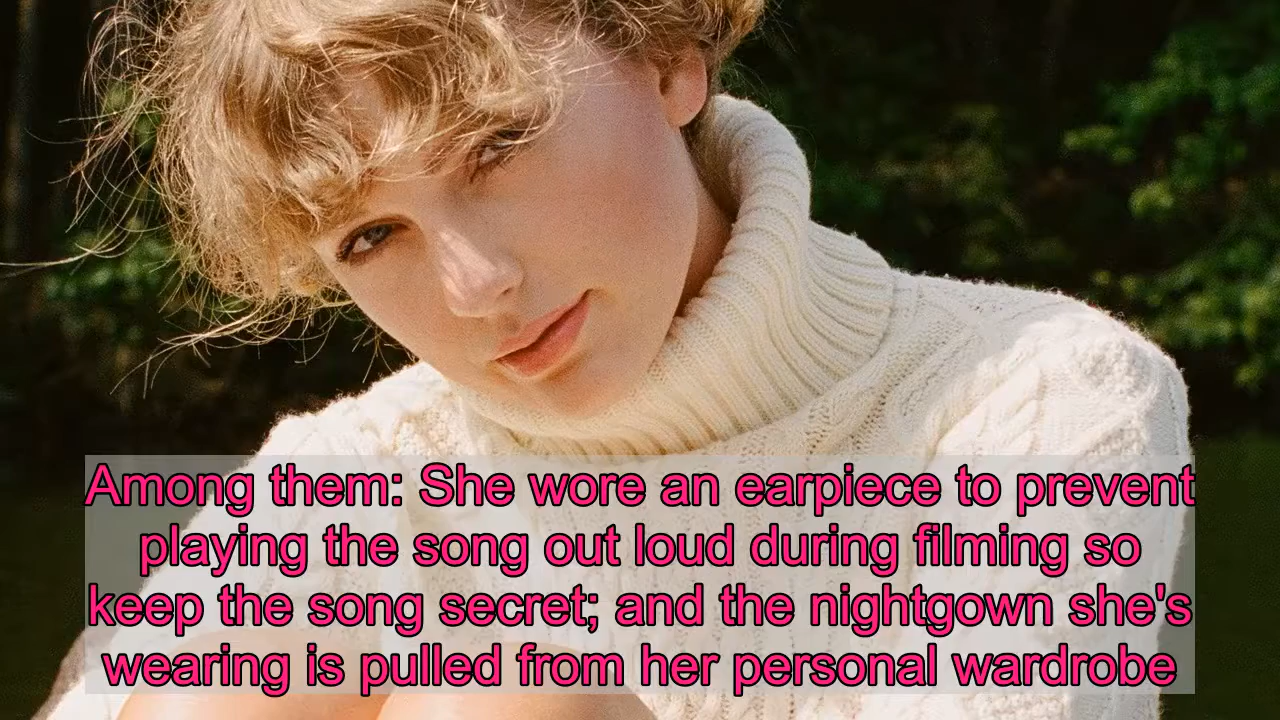 Among them: She wore an earpiece to prevent
playing the song out loud during filming so
keep the song secret; and the nightgown she's
wearing is pulled from her personal wardrobe